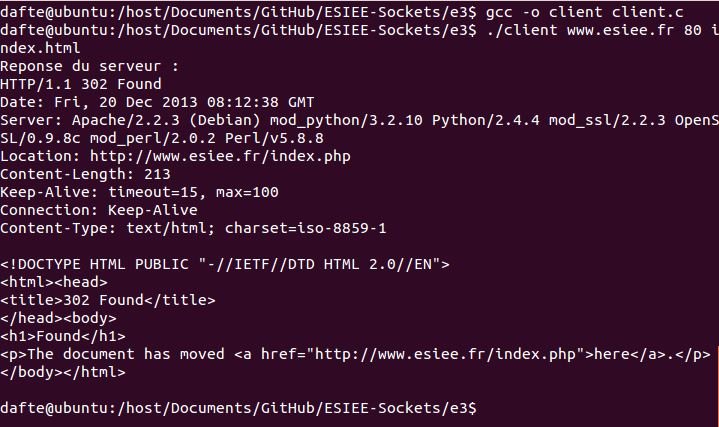 dafte@ubuntu:/host/Documents/GitHub/ESIEE-Sockets/e3$ gcc -o client client.c
dafte@ubuntu:/host/Documents/GitHub/ESIEE-Sockets/e3$ ./client www.esiee.fr 80 i
ndex.html
Reponse du serveur :
HTTP/1.1 302 Found
Date: Fri, 20 Dec 2013 08:12:38 GMT
Server: Apache/2.2.3 (Debian) mod_python/3.2.10 Python/2.4.4 mod_ssl/2.2.3 OpenS
SL/0.9.8c mod_perl/2.0.2 Perl/v5.8.8
Location: http://www.esiee.fr/index.php
Content-Length: 213
Keep-Alive: timeout=15, max=100
Connection: Keep-Alive
Content-Type: text/html; charset=iso-8859-1

<!DOCTYPE HTML PUBLIC "-//IETF//DTD HTML 2.0//EN">
<html><head>
<title>302 Found</title>
</head><body>
<h1>Found</h1>
<p>The document has moved <a href="http://www.esiee.fr/index.php">here</a>.</p>
</body></html>

dafte@ubuntu:/host/Documents/GitHub/ESIEE-Sockets/e3$